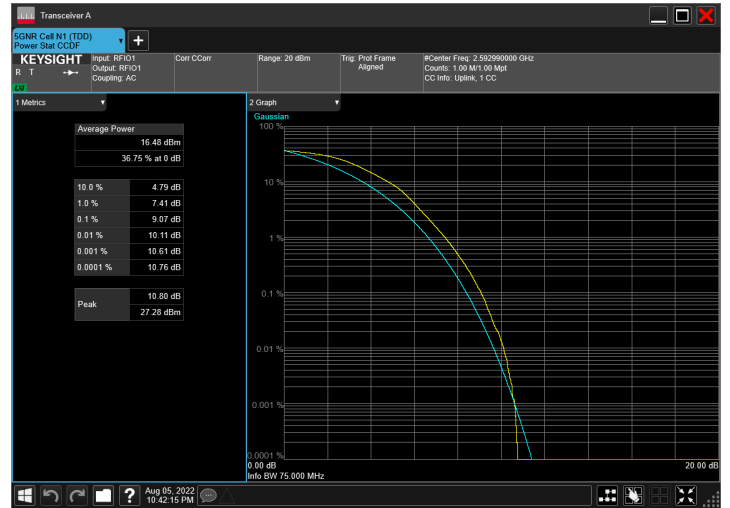 Transceiver A
5GNR Cell N1 (TDD)
Power Stat CCDF
KEYSIGHT
R T
LXI
Input: RFIO1
Output: RFIO1
Coupling: AC
Corr CCorr
Range: 20 dBm
Trig: Prot Frame
Aligned
#Center Freq: 2.592990000 GHz
Counts: 1.00 M/1.00 Mpt
CC Info: Uplink, 1 CC
1 Metrics
Average Power
16.48 dBm
36.75 % at 0 dB
10.0 % 4.79 dB
1.0 % 7.41 dB
0.1 % 9.07 dB
0.01 % 10.11 dB
0.001 % 10.61 dB
0.0001 % 10.76 dB
Peak
10.80 dB
27.28 dBm
2 Graph
Gaussian
100 %
10 %
1 %
0.1 %
0.01 %
0.001 %
0.0001 %
0.00 dB
20.00 dB
Info BW 75.000 MHz
?
Aug 05, 2022
10:42:15 PM